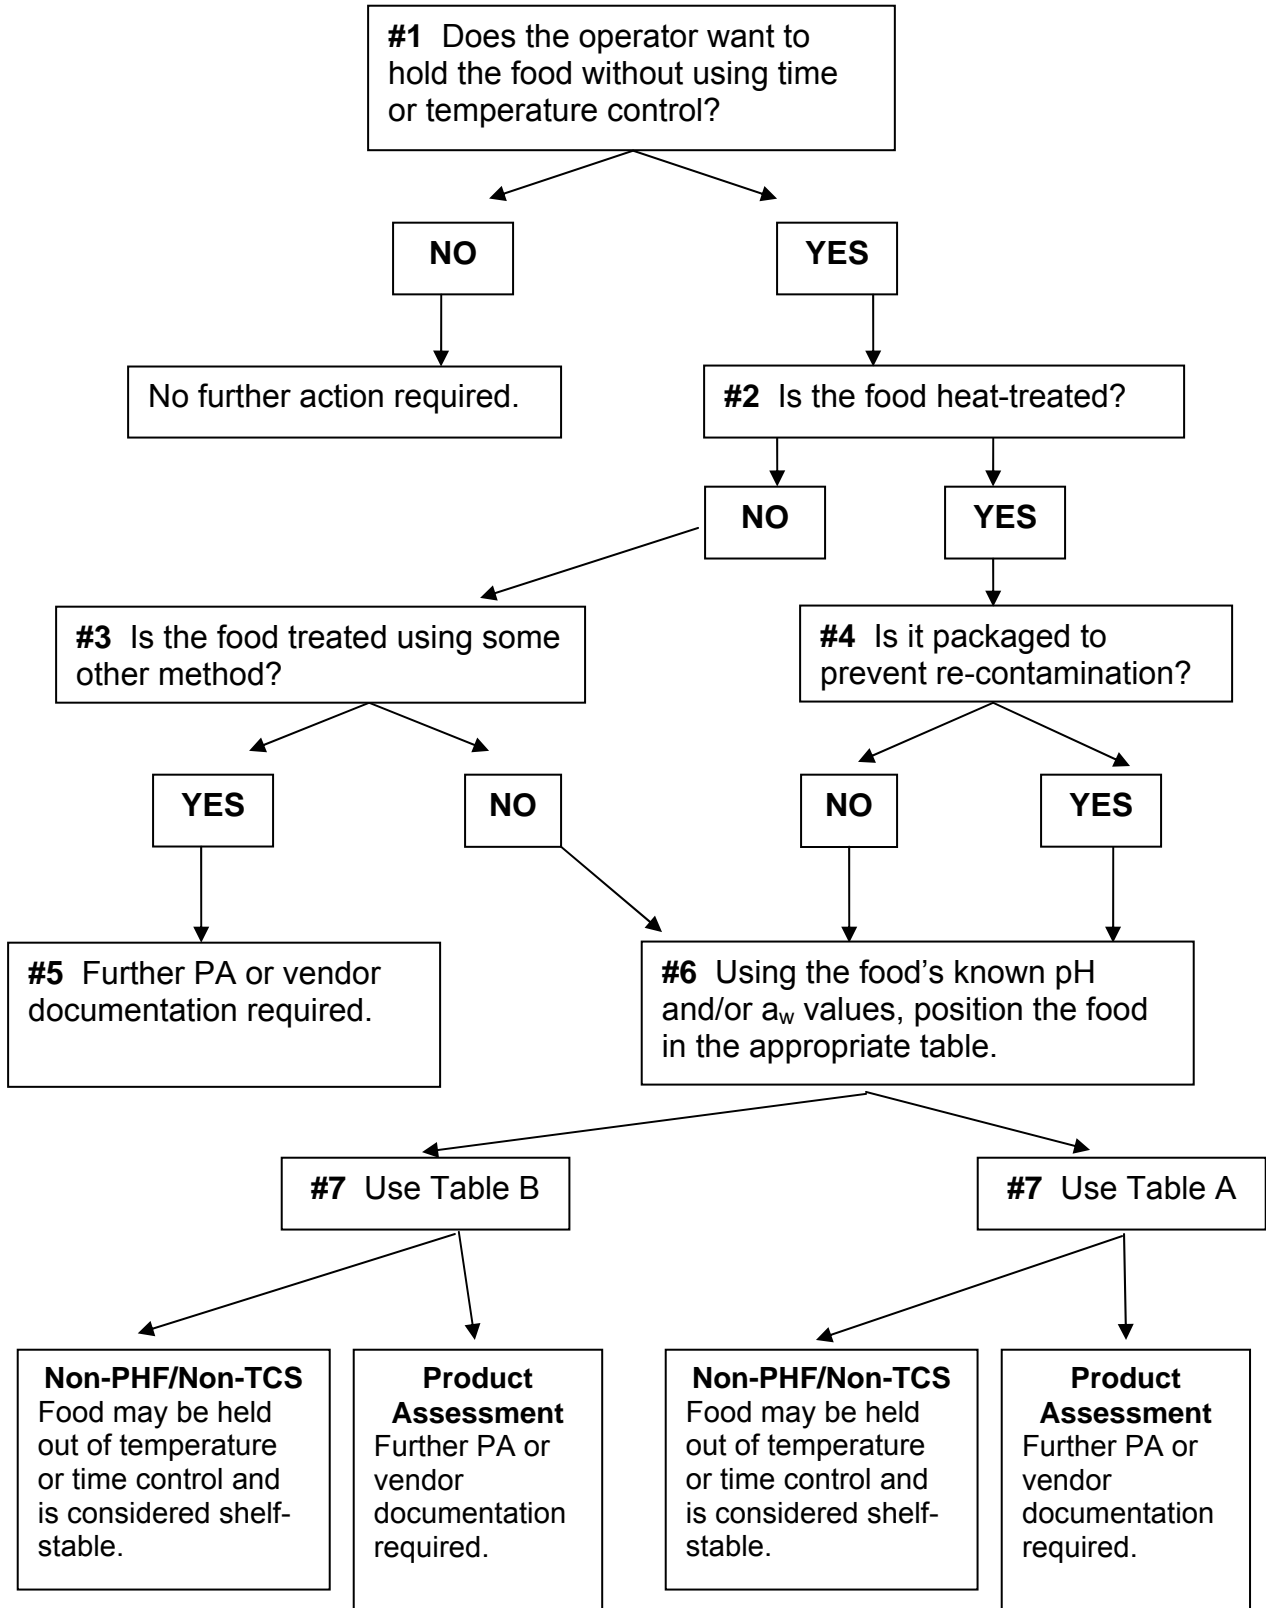 #1 Does the operator want to
hold the food without using time
or temperature control?
NO
YES
No further action required.
#2 Is the food heat-treated?
NO
YES
#3 Is the food treated using some
other method?
#4 Is it packaged to
prevent re-contamination?
YES
NO
NO
YES
#5 Further PA or vendor
documentation required.
#6 Using the food’s known pH
and/or aw values, position the food
in the appropriate table.
#7 Use Table B
#7 Use Table A
Non-PHF/Non-TCS
Food may be held
out of temperature
or time control and
is considered shelf-
stable.
Product
Assessment
Further PA or
vendor
documentation
required.
Non-PHF/Non-TCS
Food may be held
out of temperature
or time control and
is considered shelf-
stable.
Product
Assessment
Further PA or
vendor
documentation
required.